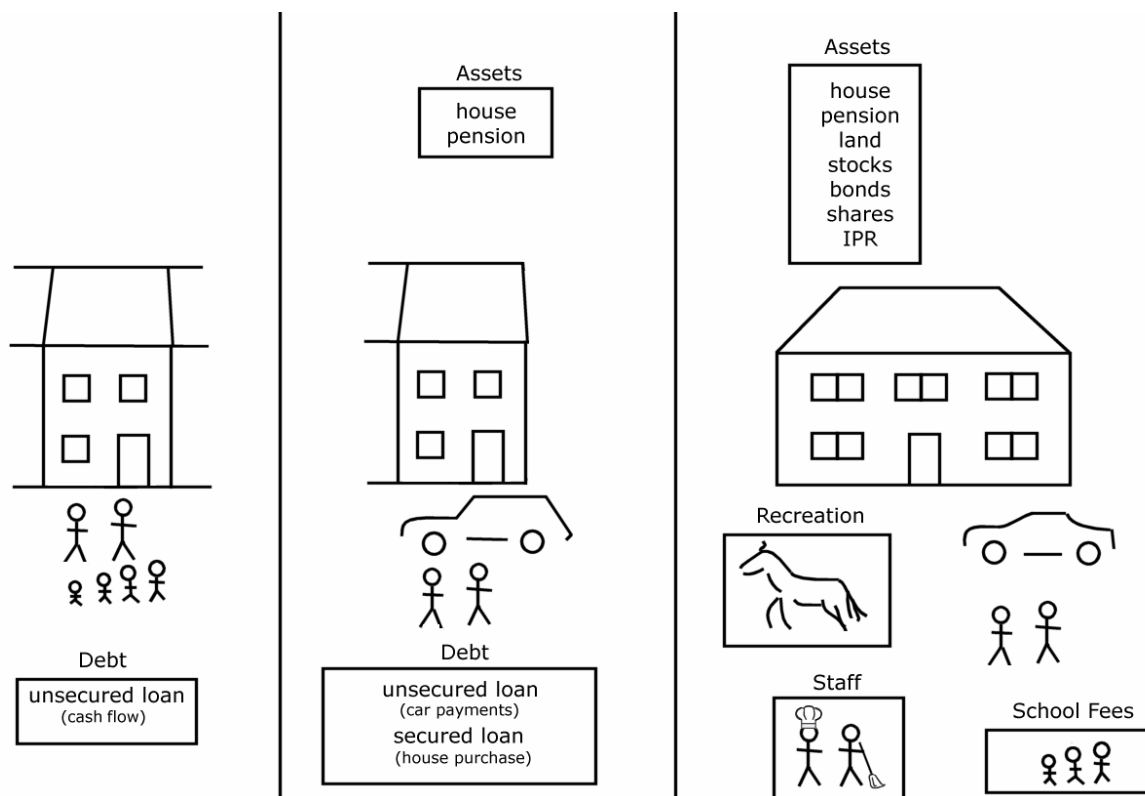 Debt
unsecured loan
(cash flow)
Assets
house
pension
Debt
unsecured loan
(car payments)
secured loan
(house purchase)
Assets
house
pension
land
stocks
bonds
shares
IPR
Recreation
Staff
School Fees